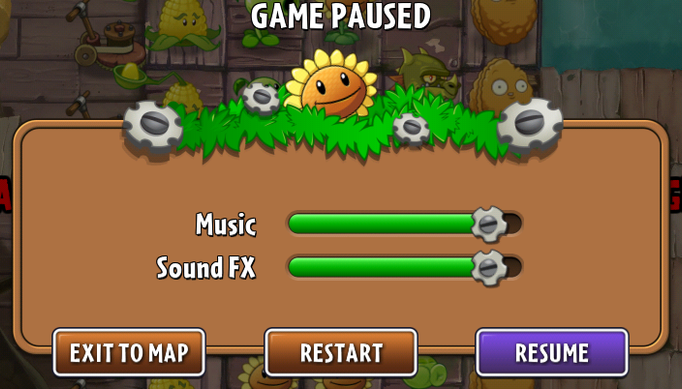 GAME PAUSED
Music
Sound FX
EXIT TO MAP
RESTART
RESUME